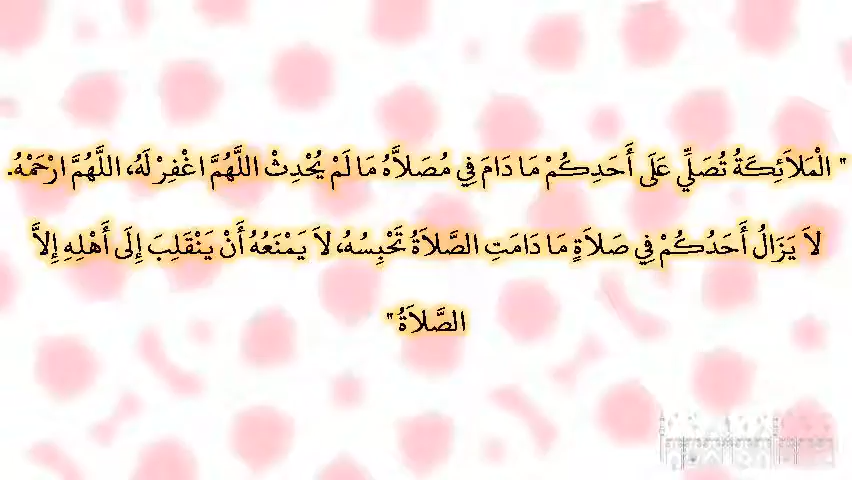 " الْمَلاَئِكَةُ تُصَلِّي عَلَى أَحَدِكُمْ مَا دَامَ فِي مُصَلاَّهُ مَا لَمْ يُحْدِثْ اللَّهُمَّ اغْفِرْ لَهُ، اللَّهُمَّ ارْحَمْهُ.
لاَ يَزَالُ أَحَدُكُمْ فِي صَلاَةٍ مَا دَامَتِ الصَّلاَةُ تَحْبِسُهُ، لاَ يَمْنَعُهُ أَنْ يَنْقَلِبَ إِلَى أَهْلِهِ إِلاَّ
الصَّلاَةُ "